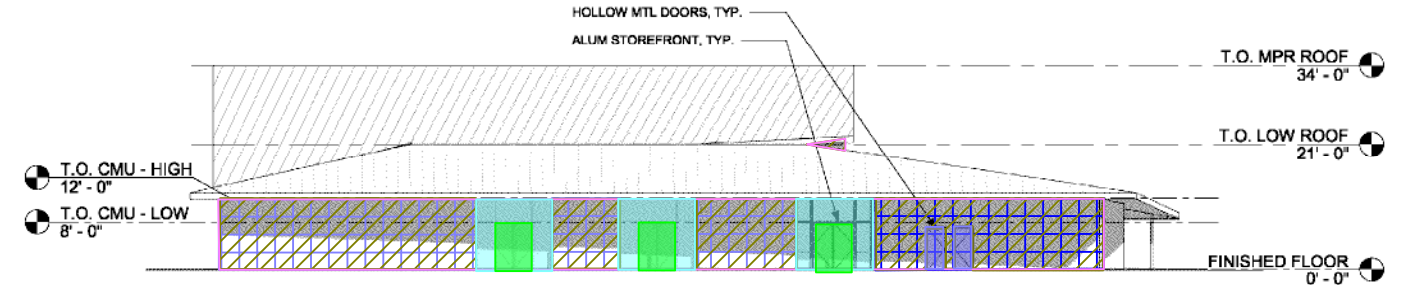 HOLLOW MTL DOORS, TYP.
ALUM STOREFRONT, TYP.
T.O. MPR ROOF
34' - 0"
T.O. LOW ROOF
21' - 0"
T.O. CMU - HIGH
12' - 0"
T.O. CMU - LOW
8' - 0"
FINISHED FLOOR
0' - 0"